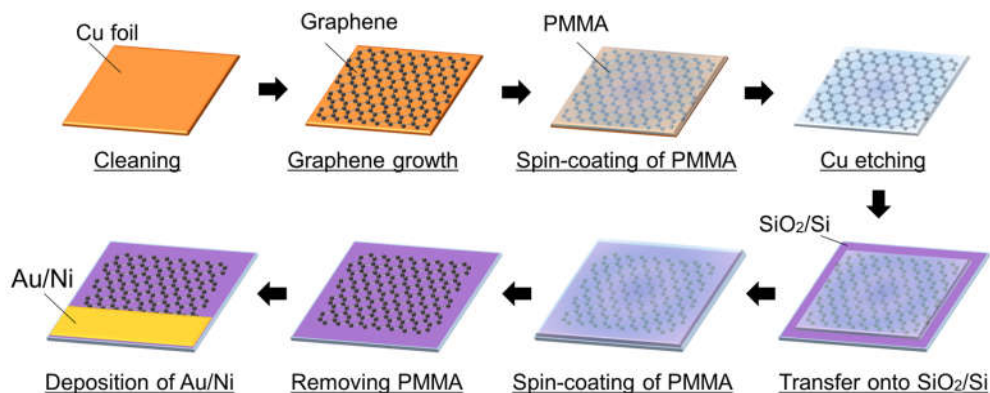 Cu foil
Graphene
PMMA
Cleaning
Graphene growth
Spin-coating of PMMA
Cu etching
SiO₂/Si
Au/Ni
Deposition of Au/Ni
Removing PMMA
Spin-coating of PMMA
Transfer onto SiO₂/Si